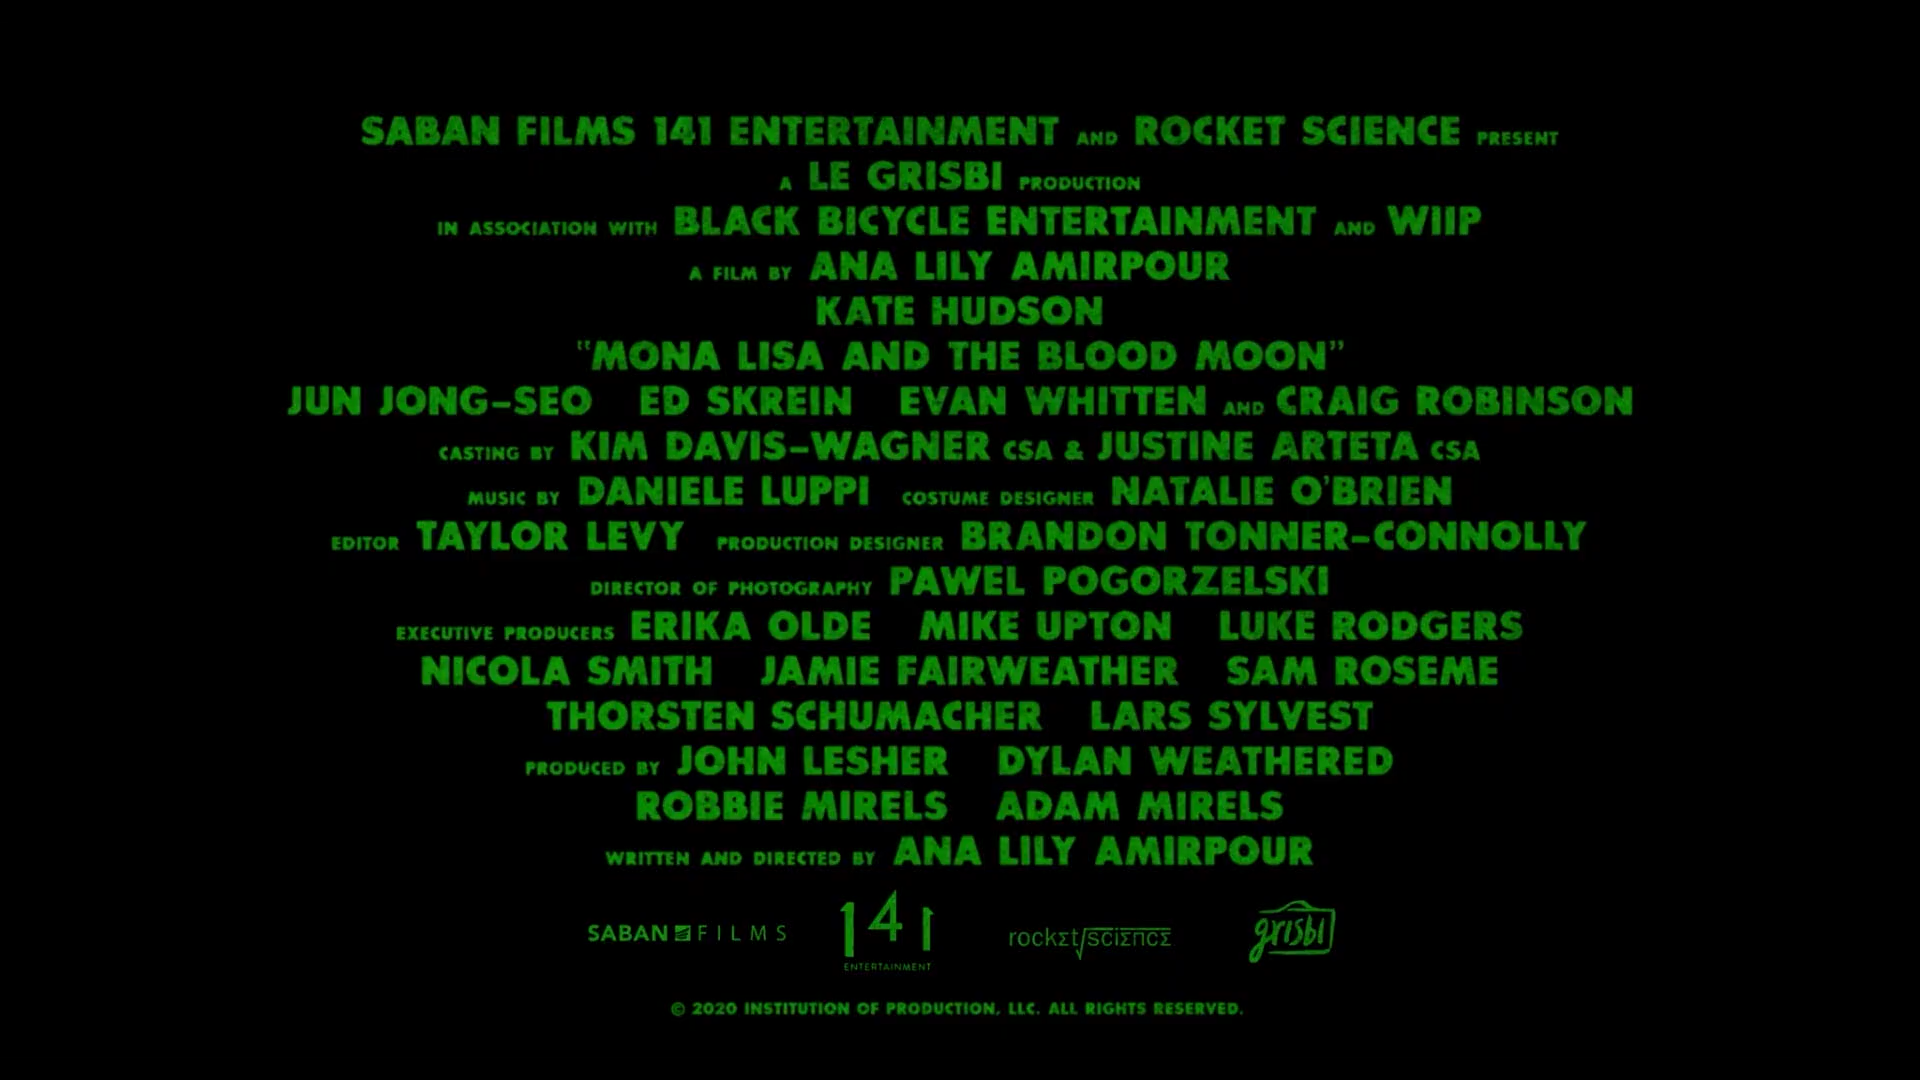 SABAN FILMS 141 ENTERTAINMENT AND ROCKET SCIENCE PRESENT
A LE GRISBI PRODUCTION
IN ASSOCIATION WITH BLACK BICYCLE ENTERTAINMENT AND WIIP
A FILM BY ANA LILY AMIRPOUR
KATE HUDSON
"MONA LISA AND THE BLOOD MOON"
JUN JONG-SEO ED SKREIN EVAN WHITTEN AND CRAIG ROBINSON
CASTING BY KIM DAVIS-WAGNER CSA & JUSTINE ARTETA CSA
MUSIC BY DANIELE LUPPI COSTUME DESIGNER NATALIE O'BRIEN
EDITOR TAYLOR LEVY PRODUCTION DESIGNER BRANDON TONNER-CONNOLLY
DIRECTOR OF PHOTOGRAPHY PAWEL POGORZELSKI
EXECUTIVE PRODUCERS ERIKA OLDE MIKE UPTON LUKE RODGERS
NICOLA SMITH JAMIE FAIRWEATHER SAM ROSEME
THORSTEN SCHUMACHER LARS SYLVEST
PRODUCED BY JOHN LESHER DYLAN WEATHERED
ROBBIE MIRELS ADAM MIRELS
WRITTEN AND DIRECTED BY ANA LILY AMIRPOUR
SABAN FILMS 141 ENTERTAINMENT rockΣt/sciΣncΣ grisbi
© 2020 INSTITUTION OF PRODUCTION, LLC. ALL RIGHTS RESERVED.